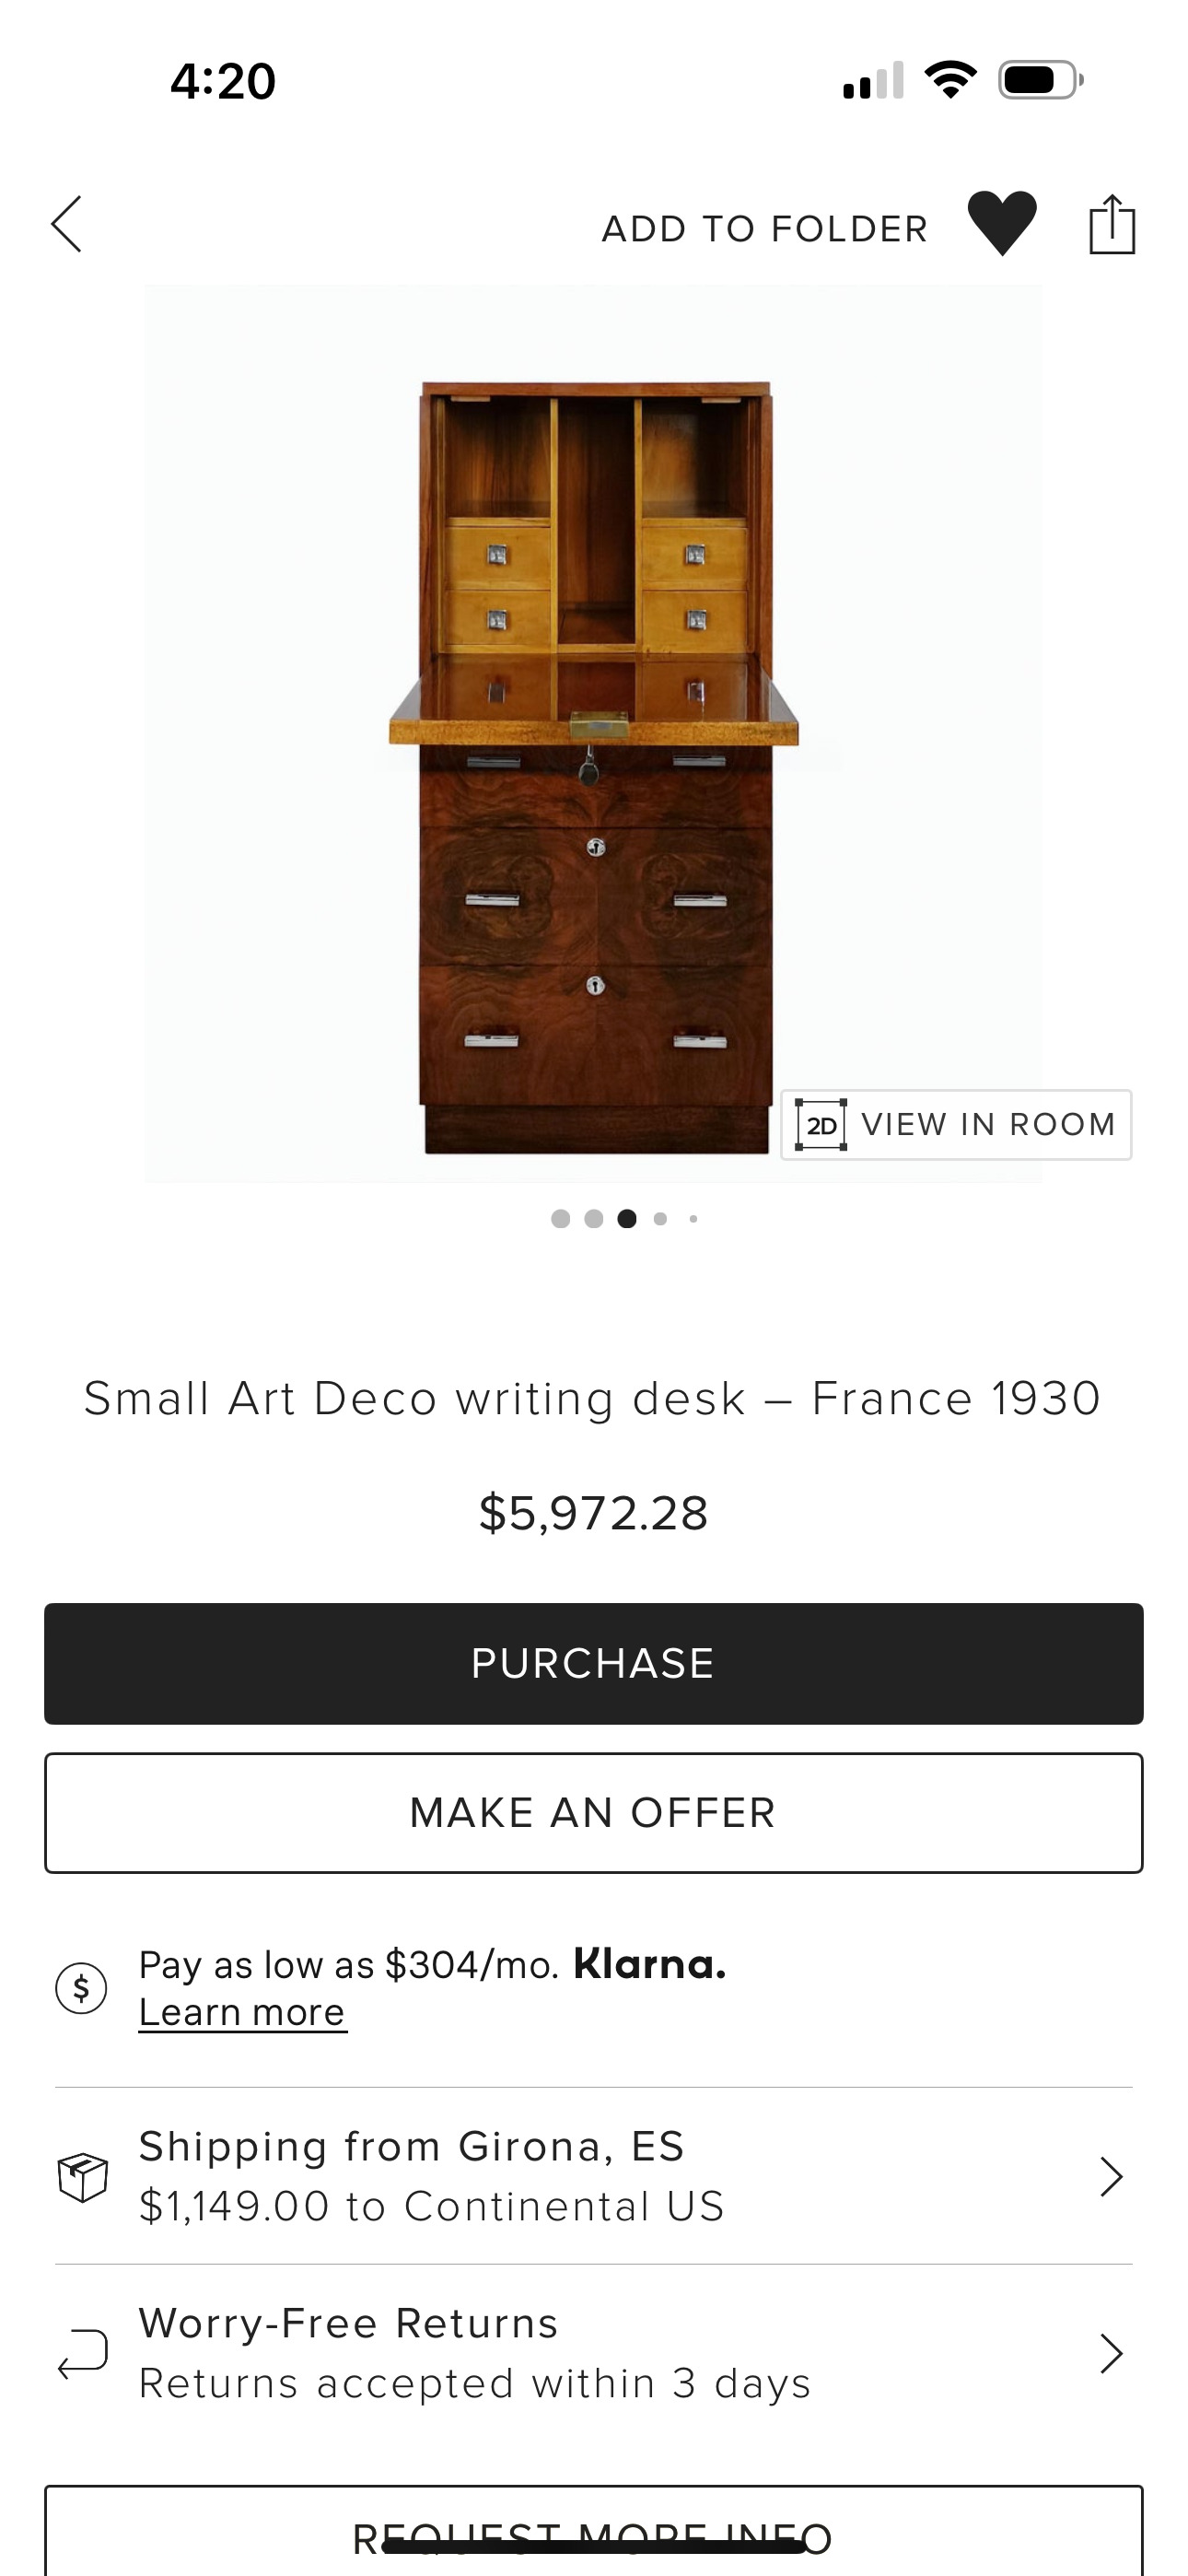 4:20
ADD TO FOLDER
2D VIEW IN ROOM
Small Art Deco writing desk – France 1930
$5,972.28
PURCHASE
MAKE AN OFFER
$ Pay as low as $304/mo. Klarna.
Learn more
Shipping from Girona, ES
$1,149.00 to Continental US
Worry-Free Returns
Returns accepted within 3 days
REQUEST MORE INFO